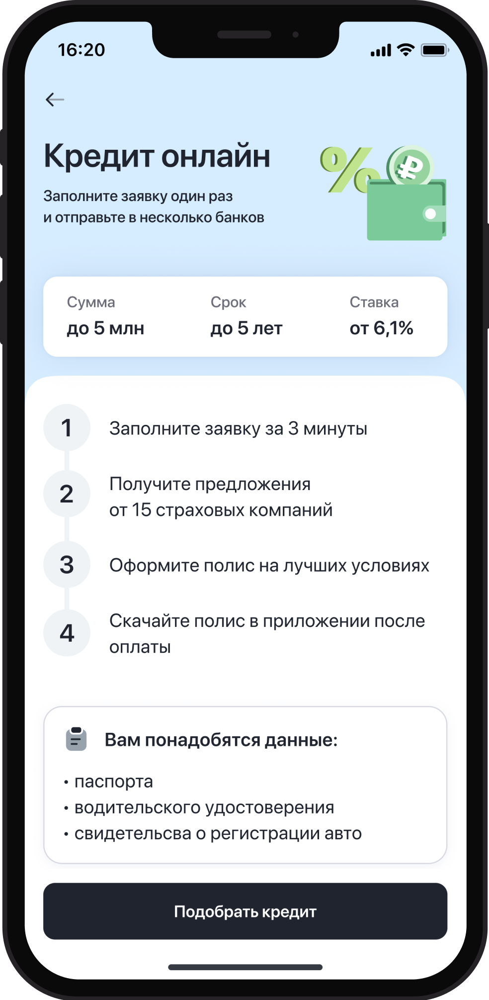 16:20
Кредит онлайн
Заполните заявку один раз
и отправьте в несколько банков
%
₽
Сумма
Срок
Ставка
до 5 млн
до 5 лет
от 6,1%
1
Заполните заявку за 3 минуты
2
Получите предложения
от 15 страховых компаний
3
Оформите полис на лучших условиях
4
Скачайте полис в приложении после
оплаты
Вам понадобятся данные:
• паспорта
• водительского удостоверения
• свидетельсва о регистрации авто
Подобрать кредит